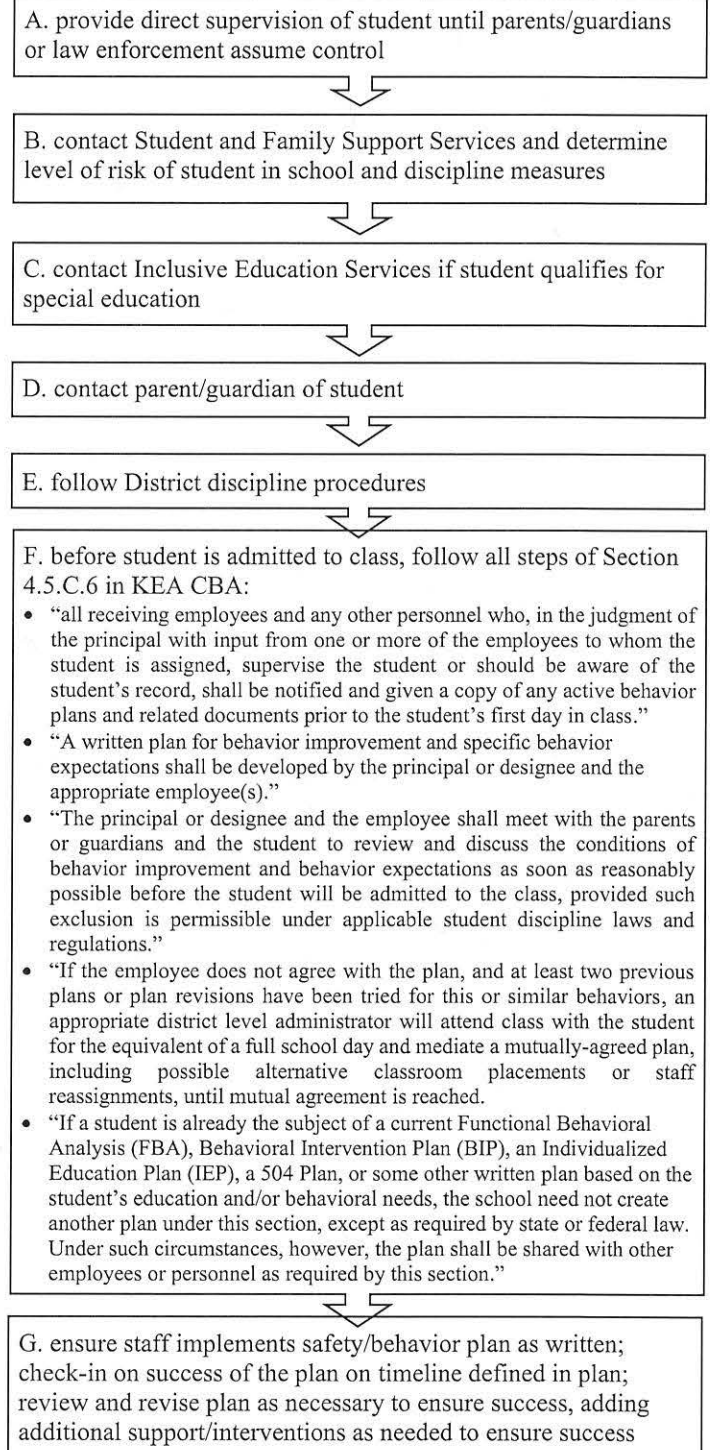 A. provide direct supervision of student until parents/guardians
or law enforcement assume control
B. contact Student and Family Support Services and determine
level of risk of student in school and discipline measures
C. contact Inclusive Education Services if student qualifies for
special education
D. contact parent/guardian of student
E. follow District discipline procedures
F. before student is admitted to class, follow all steps of Section
4.5.C.6 in KEA CBA:
• “all receiving employees and any other personnel who, in the judgment of
the principal with input from one or more of the employees to whom the
student is assigned, supervise the student or should be aware of the
student’s record, shall be notified and given a copy of any active behavior
plans and related documents prior to the student’s first day in class.”
• “A written plan for behavior improvement and specific behavior
expectations shall be developed by the principal or designee and the
appropriate employee(s).”
• “The principal or designee and the employee shall meet with the parents
or guardians and the student to review and discuss the conditions of
behavior improvement and behavior expectations as soon as reasonably
possible before the student will be admitted to the class, provided such
exclusion is permissible under applicable student discipline laws and
regulations.”
• “If the employee does not agree with the plan, and at least two previous
plans or plan revisions have been tried for this or similar behaviors, an
appropriate district level administrator will attend class with the student
for the equivalent of a full school day and mediate a mutually-agreed plan,
including possible alternative classroom placements or staff
reassignments, until mutual agreement is reached.
• “If a student is already the subject of a current Functional Behavioral
Analysis (FBA), Behavioral Intervention Plan (BIP), an Individualized
Education Plan (IEP), a 504 Plan, or some other written plan based on the
student’s education and/or behavioral needs, the school need not create
another plan under this section, except as required by state or federal law.
Under such circumstances, however, the plan shall be shared with other
employees or personnel as required by this section.”
G. ensure staff implements safety/behavior plan as written;
check-in on success of the plan on timeline defined in plan;
review and revise plan as necessary to ensure success, adding
additional support/interventions as needed to ensure success